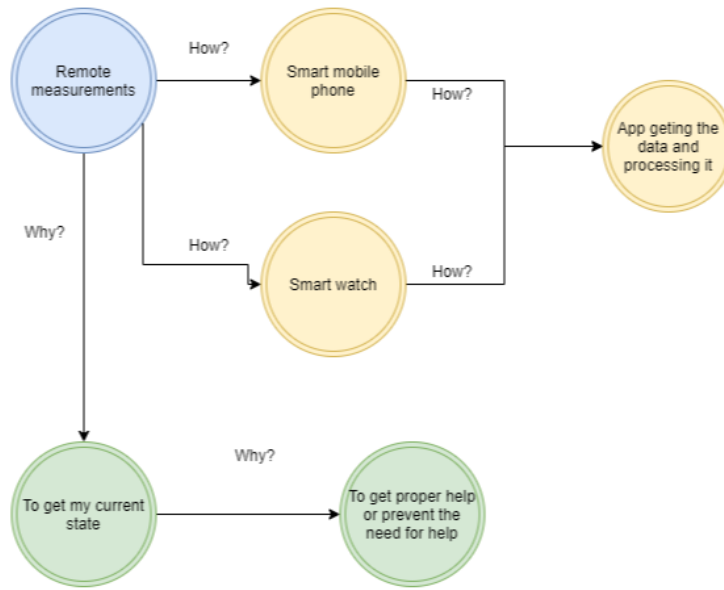 Remote
measurements
How?
Smart mobile
phone
How?
App geting the
data and
processing it
Why?
How?
Smart watch
How?
To get my current
state
Why?
To get proper help
or prevent the
need for help